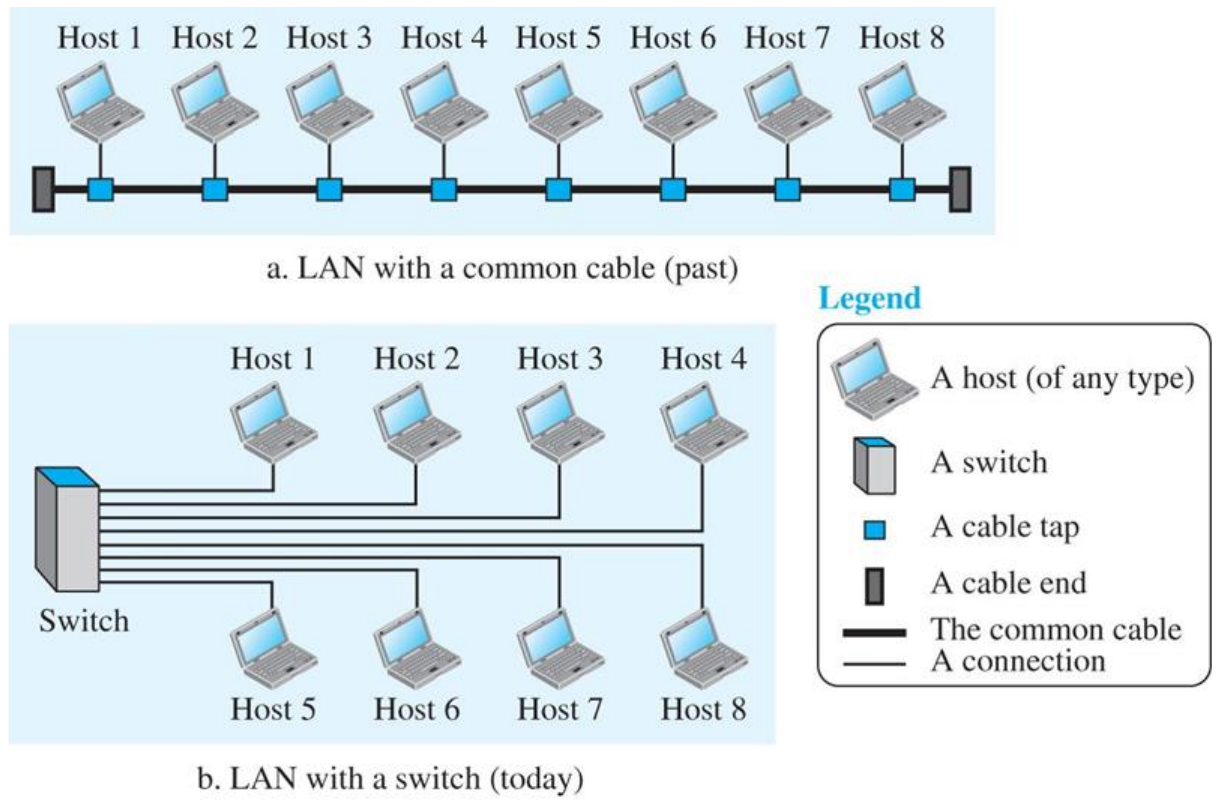 Host 1 Host 2 Host 3 Host 4 Host 5 Host 6 Host 7 Host 8
a. LAN with a common cable (past)
Host 1 Host 2 Host 3 Host 4
Switch
Host 5 Host 6 Host 7 Host 8
b. LAN with a switch (today)
Legend
A host (of any type)
A switch
A cable tap
A cable end
The common cable
A connection